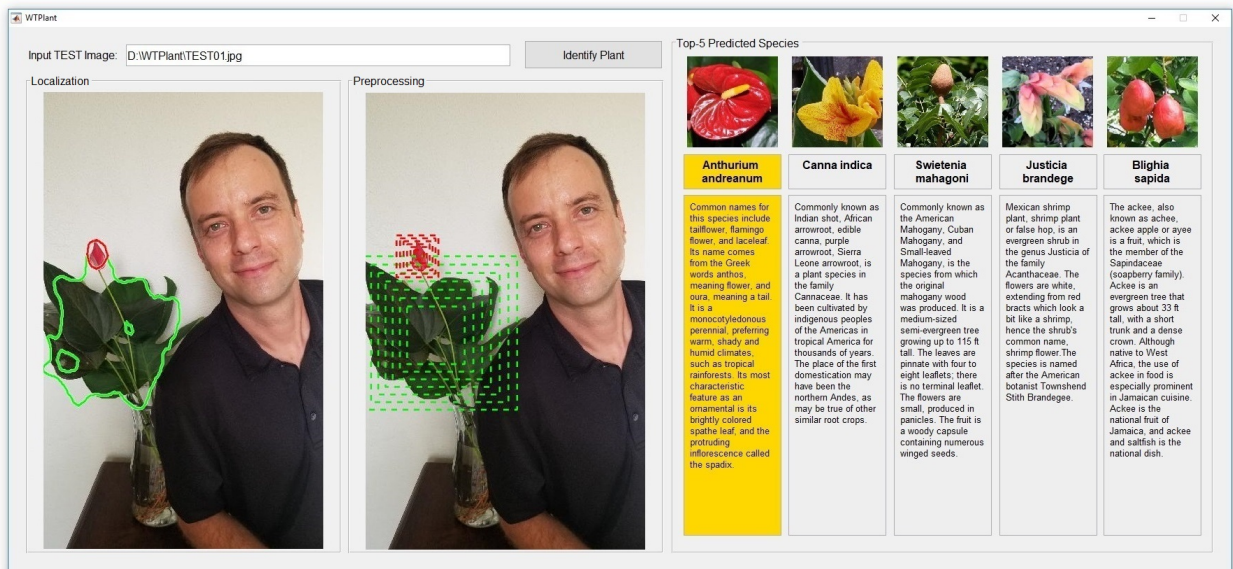 WTPlant
Input TEST Image:
D:\WTPlant\TEST01.jpg
Identify Plant
Localization
Preprocessing
Top-5 Predicted Species
Anthurium
andreanum
Common names for
this species include
tailflower, flamingo
flower, and laceleaf.
Its name comes
from the Greek
words anthos,
meaning flower, and
oura, meaning a tail.
It is a
monocotyledonous
perennial, preferring
warm, shady and
humid climates,
such as tropical
rainforests. Its most
characteristic
feature as an
ornamental is its
brightly colored
spathe leaf, and the
protruding
inflorescence called
the spadix.
Canna indica
Commonly known as
Indian shot, African
arrowroot, edible
canna, purple
arrowroot, Sierra
Leone arrowroot, is
a plant species in
the family
Cannaceae. It has
been cultivated by
indigenous peoples
of the Americas in
tropical America for
thousands of years.
The place of the first
domestication may
have been the
northern Andes, as
may be true of other
similar root crops.
Swietenia
mahagoni
Commonly known as
the American
Mahogany, Cuban
Mahogany, and
Small-leaved
Mahogany, is the
species from which
the original
mahogany wood
was produced. It is a
medium-sized
semi-evergreen tree
growing up to 115 ft
tall. The leaves are
pinnate with four to
eight leaflets; there
is no terminal leaflet.
The flowers are
small, produced in
panicles. The fruit is
a woody capsule
containing numerous
winged seeds.
Justicia
brandege
Mexican shrimp
plant, shrimp plant
or false hop, is an
evergreen shrub in
the genus Justicia of
the family
Acanthaceae. The
flowers are white,
extending from red
bracts which look a
bit like a shrimp,
hence the shrub's
common name,
shrimp flower.The
species is named
after the American
botanist Townshend
Stith Brandegee.
Blighia
sapida
The ackee, also
known as achee,
ackee apple or ayee
is a fruit, which is
the member of the
Sapindaceae
(soapberry family).
Ackee is an
evergreen tree that
grows about 33 ft
tall, with a short
trunk and a dense
crown. Although
native to West
Africa, the use of
ackee in food is
especially prominent
in Jamaican cuisine.
Ackee is the
national fruit of
Jamaica, and ackee
and saltfish is the
national dish.